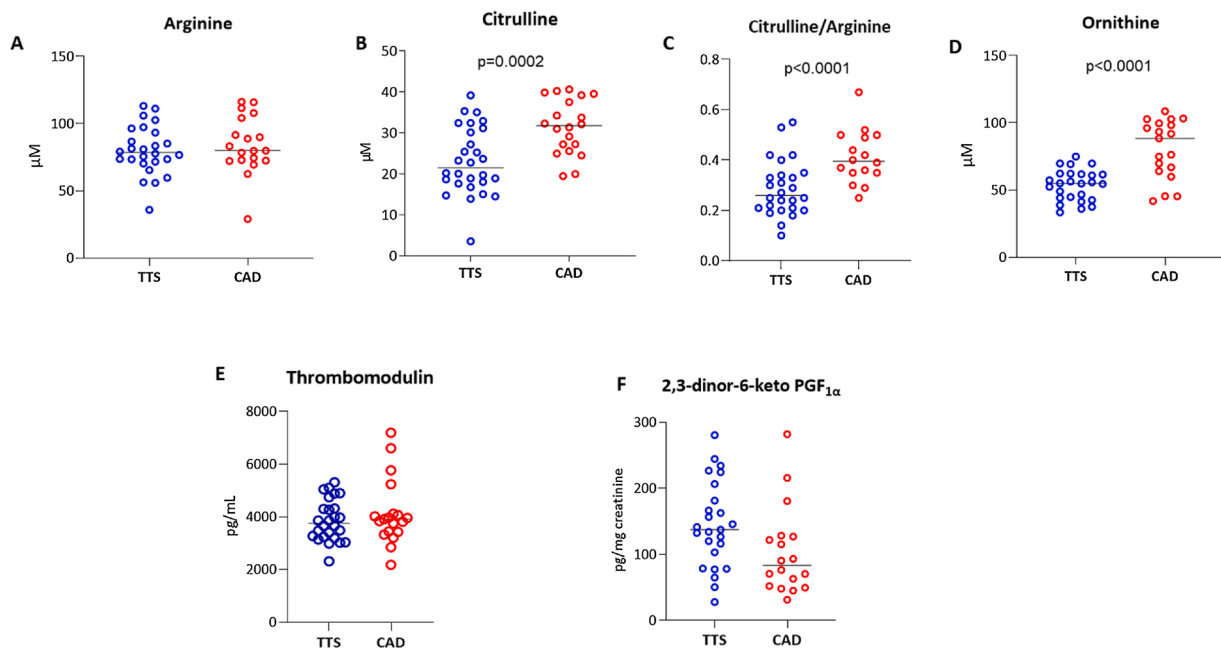 A
Arginine
150
100
50
0
µM
TTS
CAD
B
Citrulline
p=0.0002
50
40
30
20
10
0
µM
TTS
CAD
C
Citrulline/Arginine
p<0.0001
0.8
0.6
0.4
0.2
0.0
TTS
CAD
D
Ornithine
p<0.0001
150
100
50
0
µM
TTS
CAD
E
Thrombomodulin
8000
6000
4000
2000
0
pg/mL
TTS
CAD
F
2,3-dinor-6-keto PGF1α
300
200
100
0
pg/mg creatinine
TTS
CAD